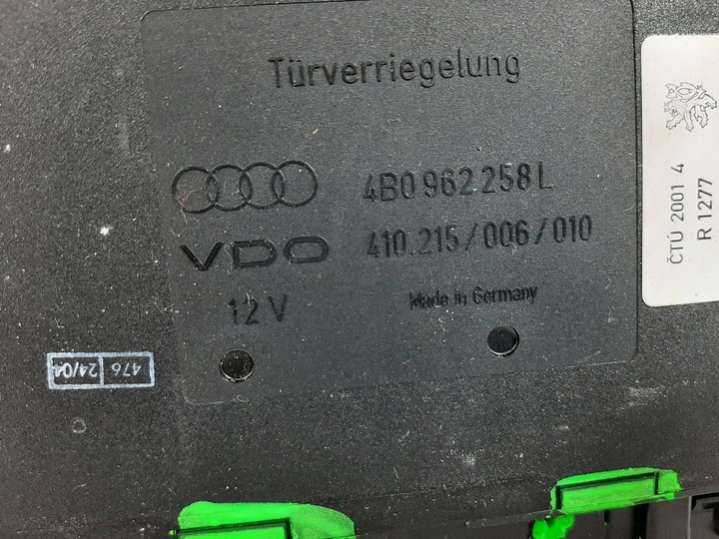 Türverriegelung
4B0 962 258 L
VDO 410.215/006/010
12 V
Made in Germany
ČTÚ 2001 4
R 1277
476 24/04